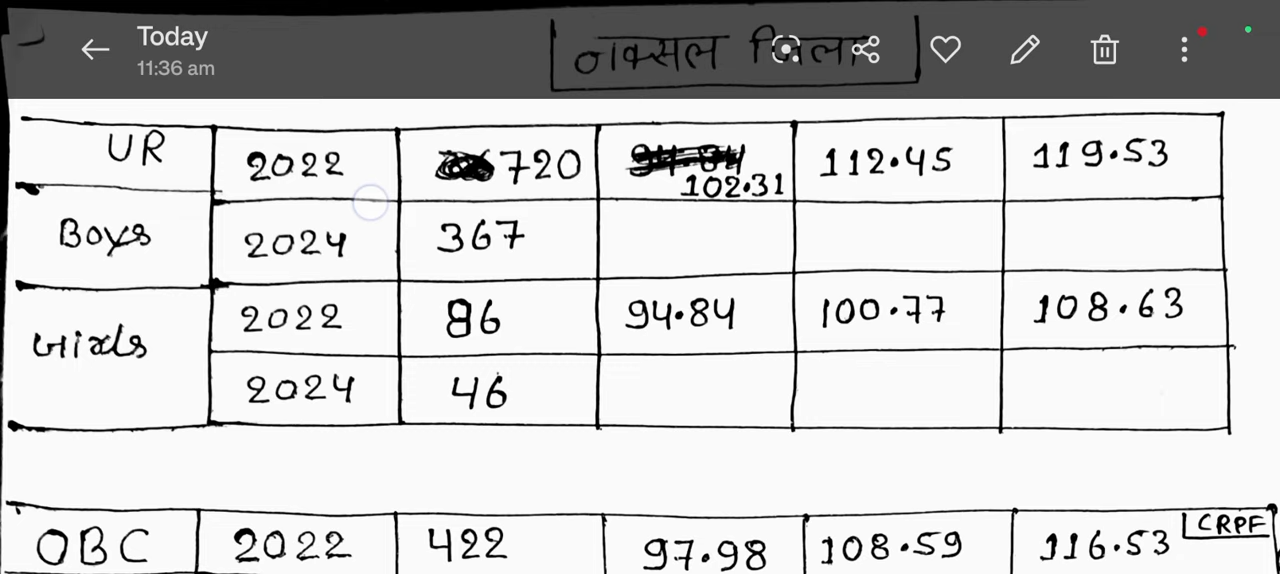 Today
11:36 am
नक्सल जिला
UR 2022 720 102.31 112.45 119.53
Boys 2024 367
Girls 2022 86 94.84 100.77 108.63
2024 46
OBC 2022 422 97.98 108.59 116.53 CRPF